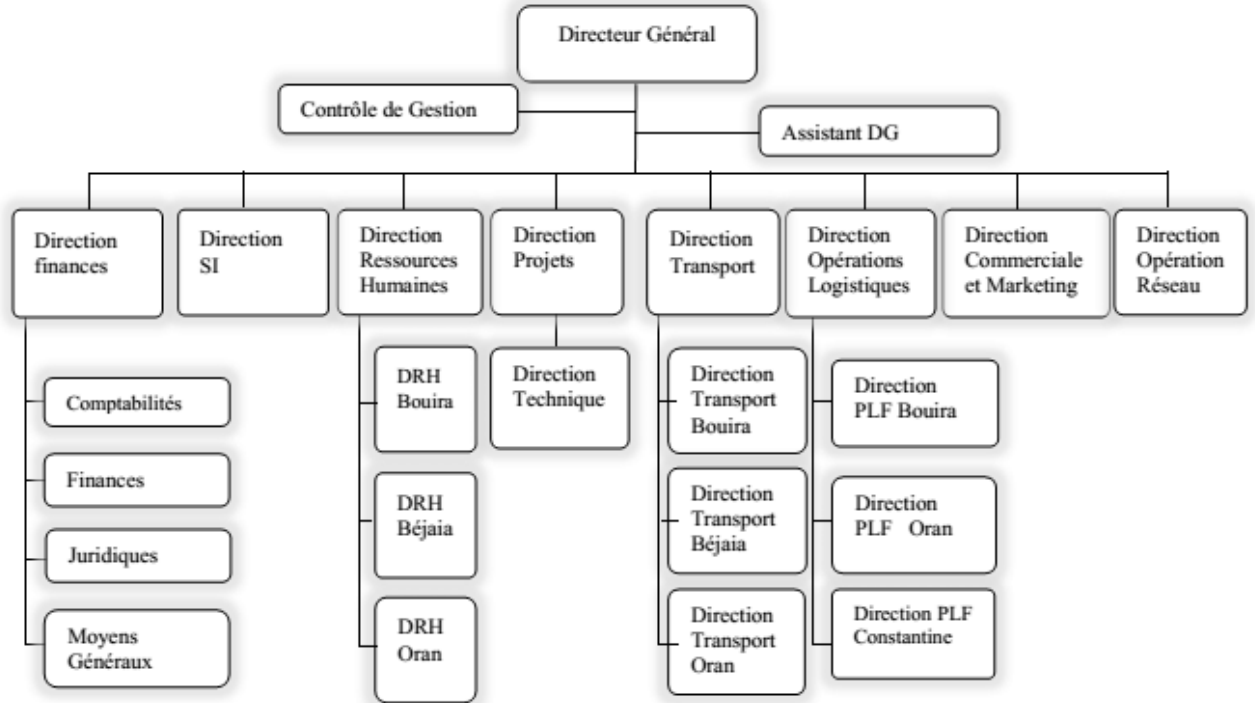 Directeur Général
Contrôle de Gestion
Assistant DG
Direction
finances
Direction
SI
Direction
Ressources
Humaines
Direction
Projets
Direction
Transport
Direction
Opérations
Logistiques
Direction
Commerciale
et Marketing
Direction
Opération
Réseau
Comptabilités
Finances
Juridiques
Moyens
Généraux
DRH
Bouira
DRH
Béjaia
DRH
Oran
Direction
Technique
Direction
Transport
Bouira
Direction
Transport
Béjaia
Direction
Transport
Oran
Direction
PLF Bouira
Direction
PLF Oran
Direction PLF
Constantine